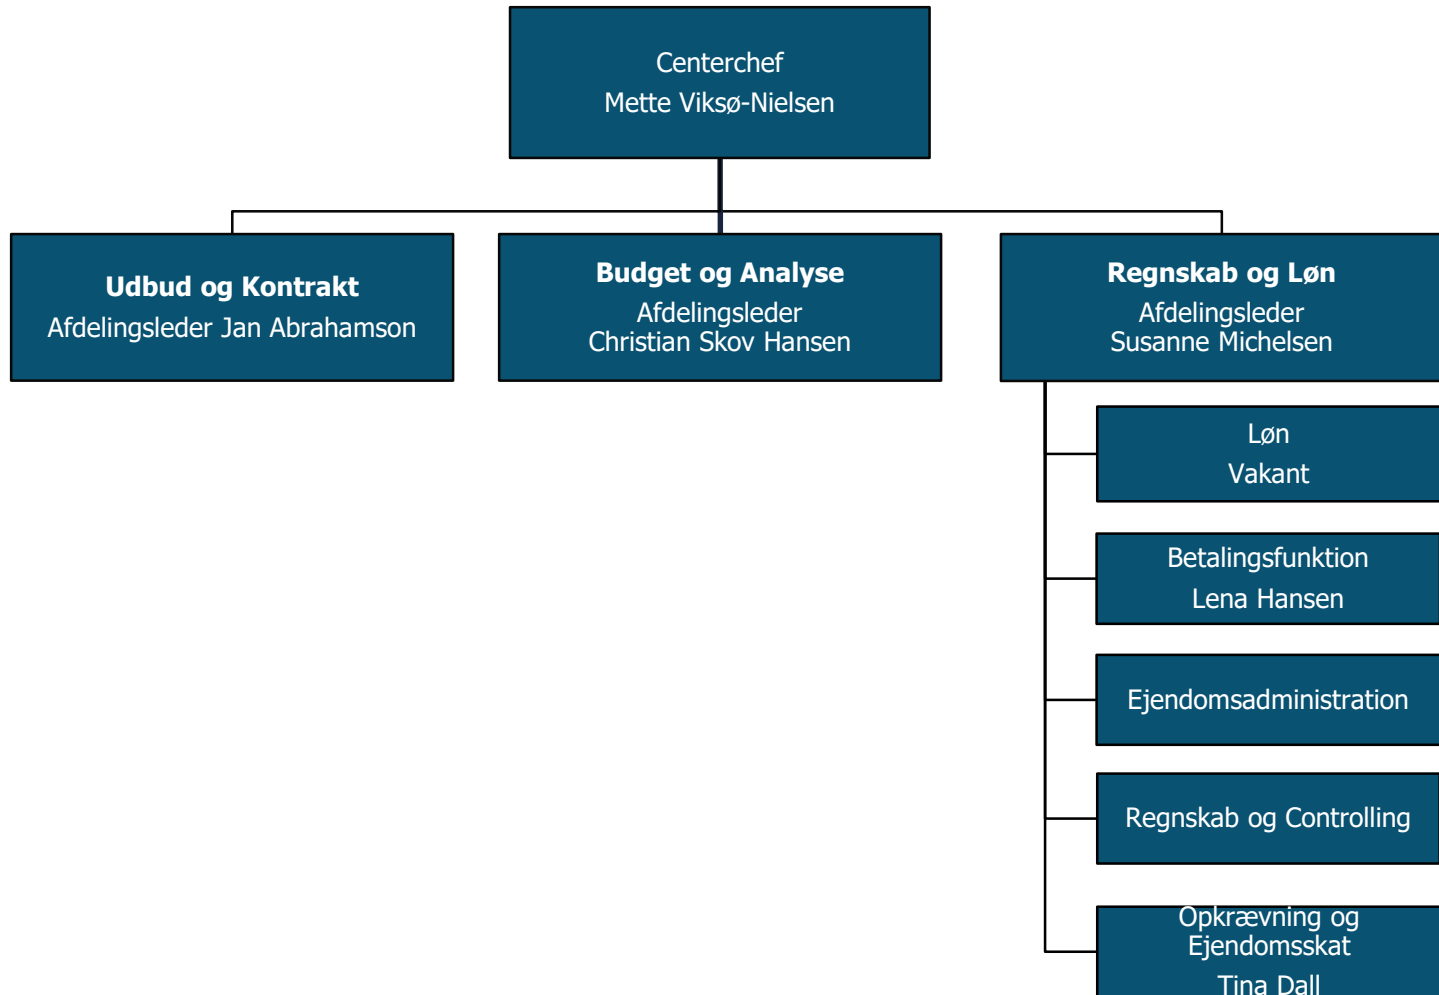 Centerchef
Mette Viksø-Nielsen
Udbud og Kontrakt
Afdelingsleder Jan Abrahamson
Budget og Analyse
Afdelingsleder
Christian Skov Hansen
Regnskab og Løn
Afdelingsleder
Susanne Michelsen
Løn
Vakant
Betalingsfunktion
Lena Hansen
Ejendomsadministration
Regnskab og Controlling
Opkrævning og
Ejendomsskat
Tina Dall